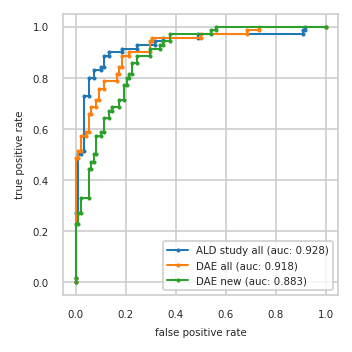 1.0
0.8
0.6
0.4
0.2
0.0
true positive rate
ALD study all (auc: 0.928)
DAE all (auc: 0.918)
DAE new (auc: 0.883)
0.0 0.2 0.4 0.6 0.8 1.0
false positive rate